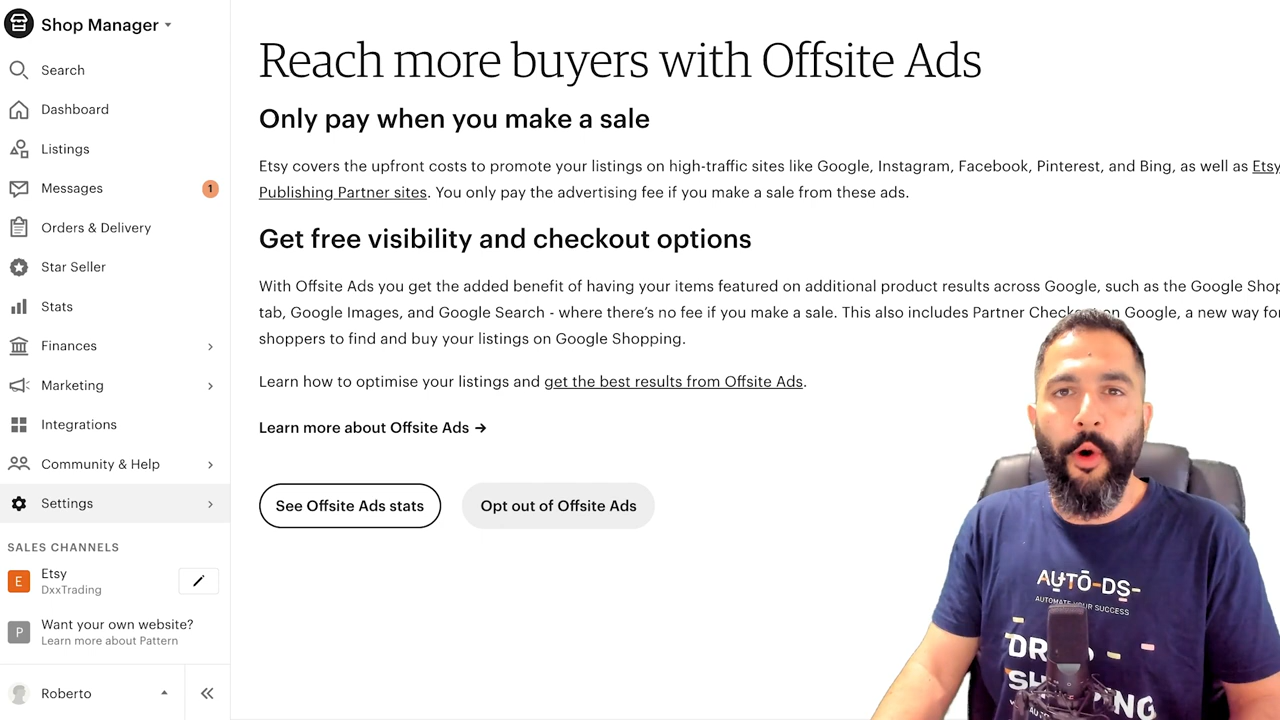 Shop Manager
Search
Dashboard
Listings
Messages
1
Orders & Delivery
Star Seller
Stats
Finances
Marketing
Integrations
Community & Help
Settings
SALES CHANNELS
E
Etsy
DxxTrading
P
Want your own website?
Learn more about Pattern
Roberto
Reach more buyers with Offsite Ads
Only pay when you make a sale
Etsy covers the upfront costs to promote your listings on high-traffic sites like Google, Instagram, Facebook, Pinterest, and Bing, as well as Etsy
Publishing Partner sites. You only pay the advertising fee if you make a sale from these ads.
Get free visibility and checkout options
With Offsite Ads you get the added benefit of having your items featured on additional product results across Google, such as the Google Shop
tab, Google Images, and Google Search - where there’s no fee if you make a sale. This also includes Partner Check on Google, a new way for
shoppers to find and buy your listings on Google Shopping.
Learn how to optimise your listings and get the best results from Offsite Ads.
Learn more about Offsite Ads →
See Offsite Ads stats
Opt out of Offsite Ads
AUTO-DS
AUTOMATE YOUR SUCCESS